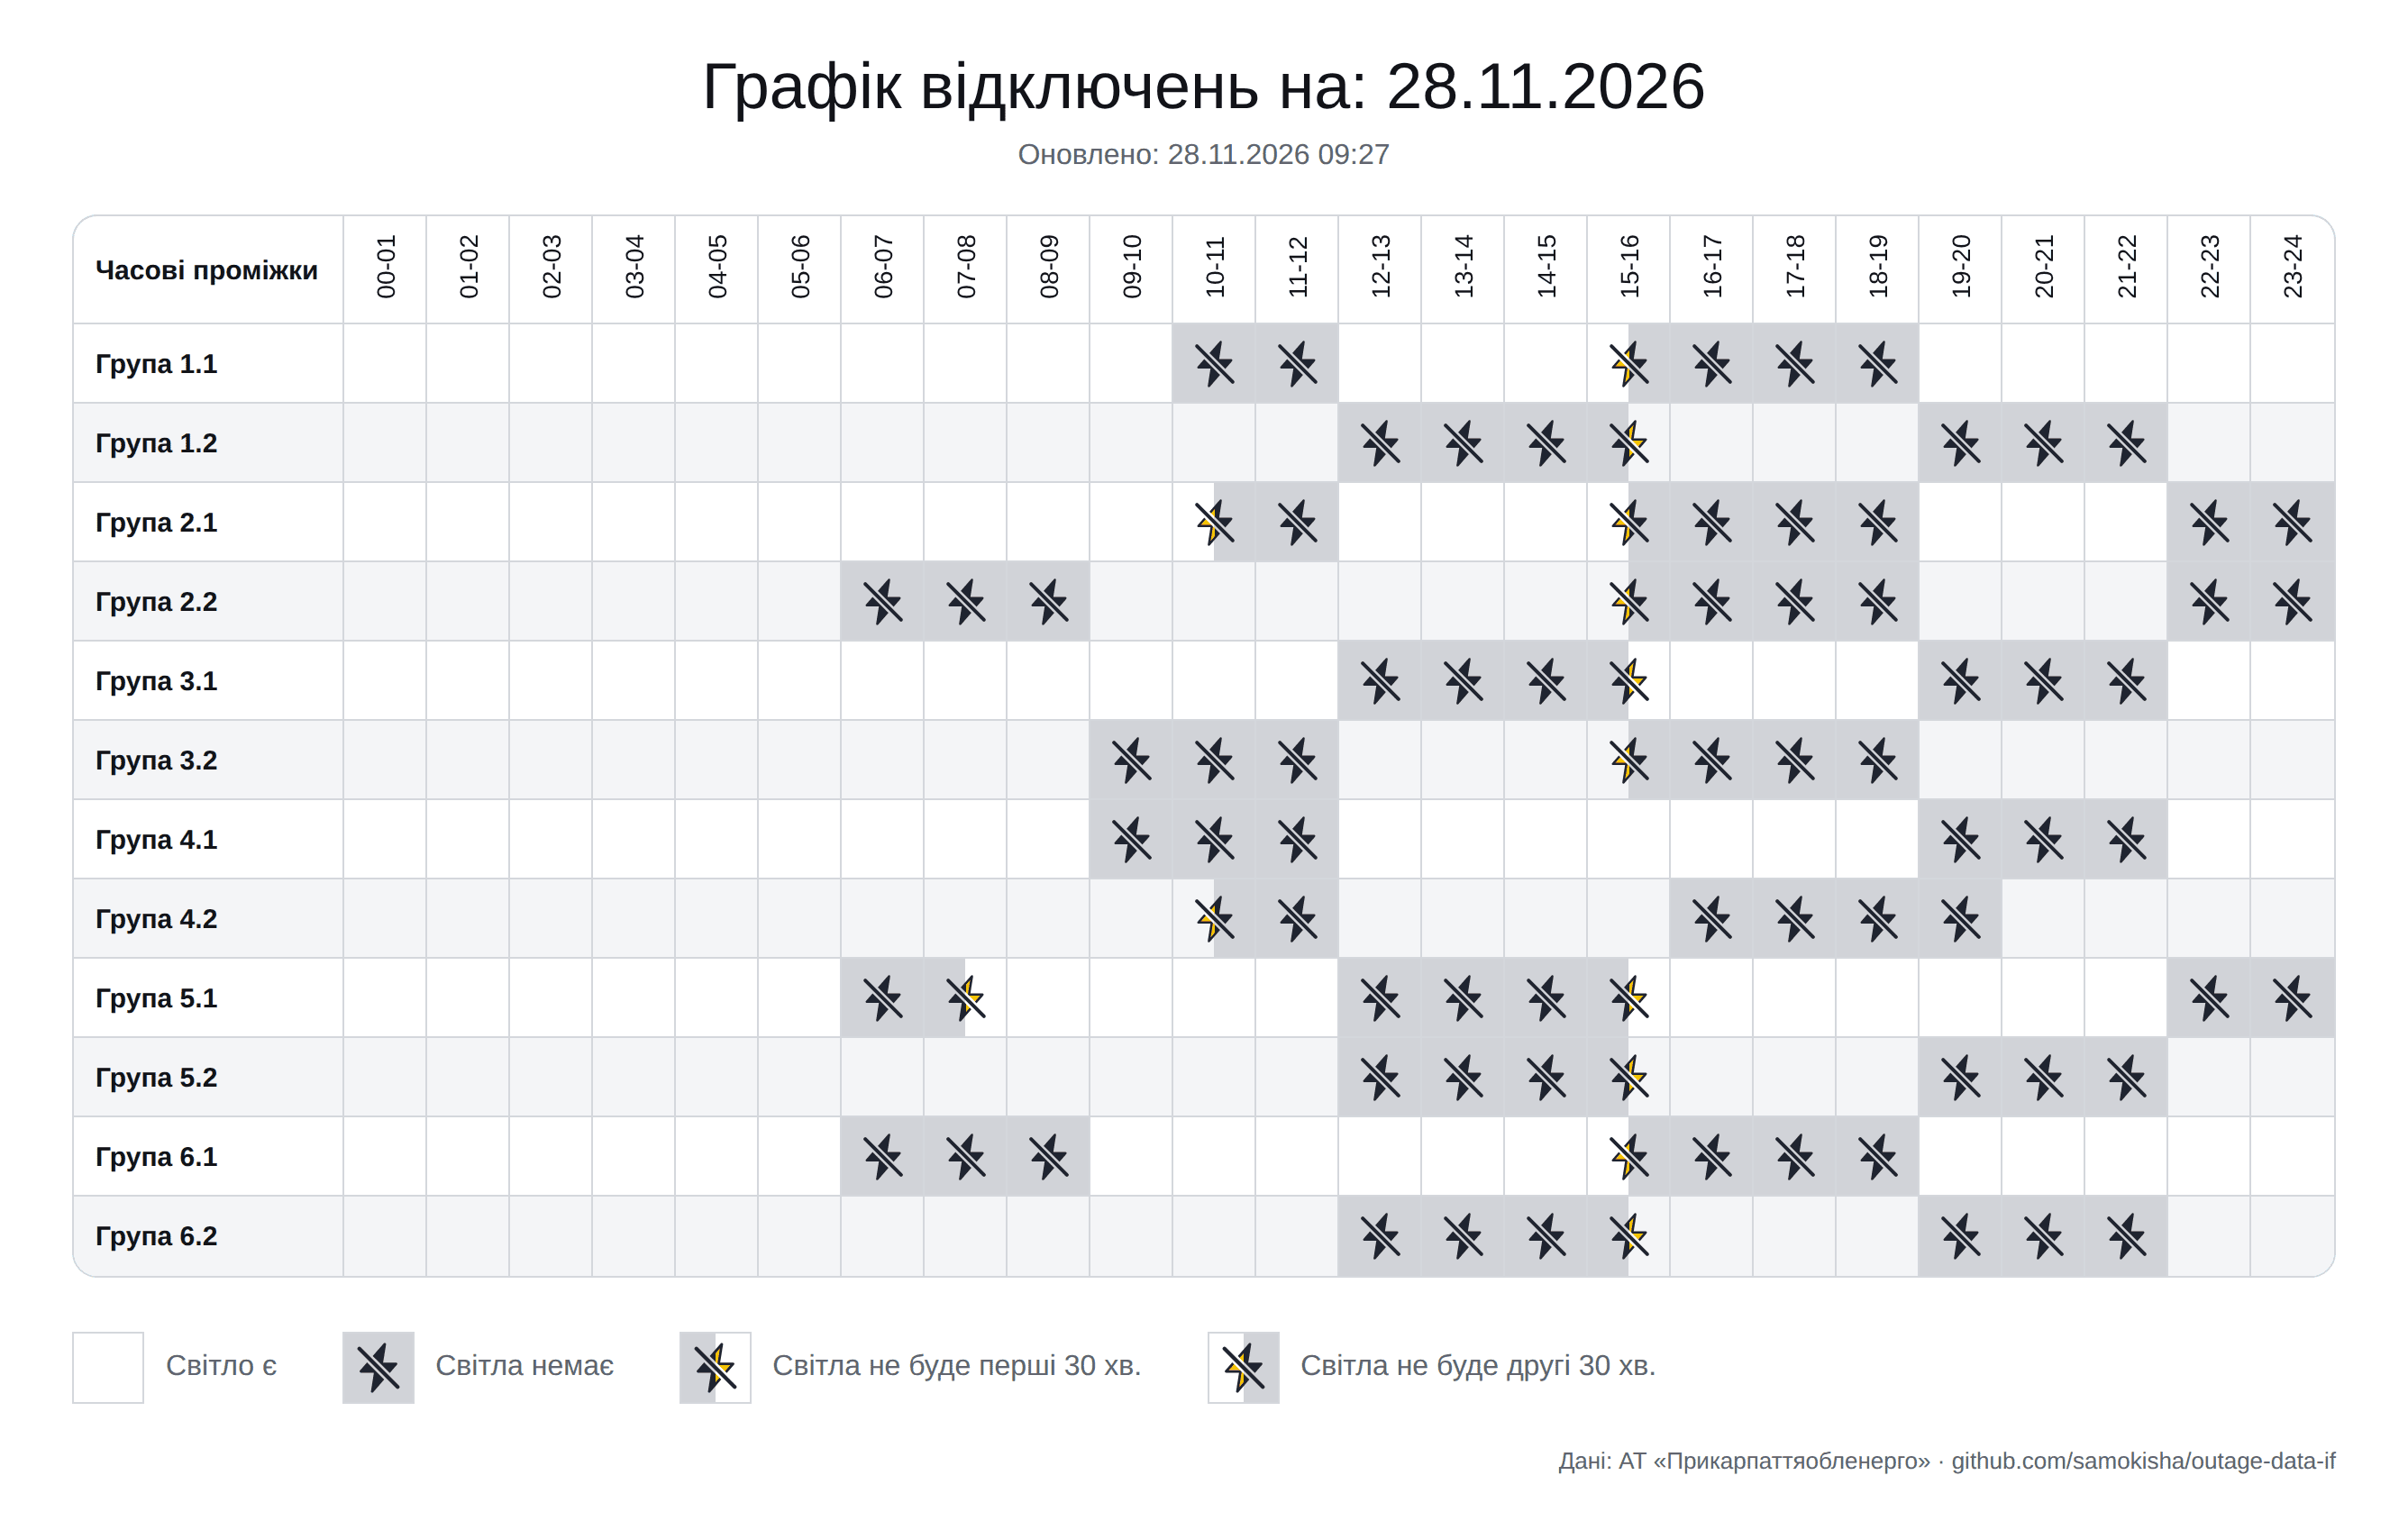 Графік відключень на: 28.11.2026
Оновлено: 28.11.2026 09:27
Часові проміжки 00-01 01-02 02-03 03-04 04-05 05-06 06-07 07-08 08-09 09-10 10-11 11-12 12-13 13-14 14-15 15-16 16-17 17-18 18-19 19-20 20-21 21-22 22-23 23-24
Група 1.1
Група 1.2
Група 2.1
Група 2.2
Група 3.1
Група 3.2
Група 4.1
Група 4.2
Група 5.1
Група 5.2
Група 6.1
Група 6.2
Світло є Світла немає Світла не буде перші 30 хв. Світла не буде другі 30 хв.
Дані: АТ «Прикарпаттяобленерго» · github.com/samokisha/outage-data-if